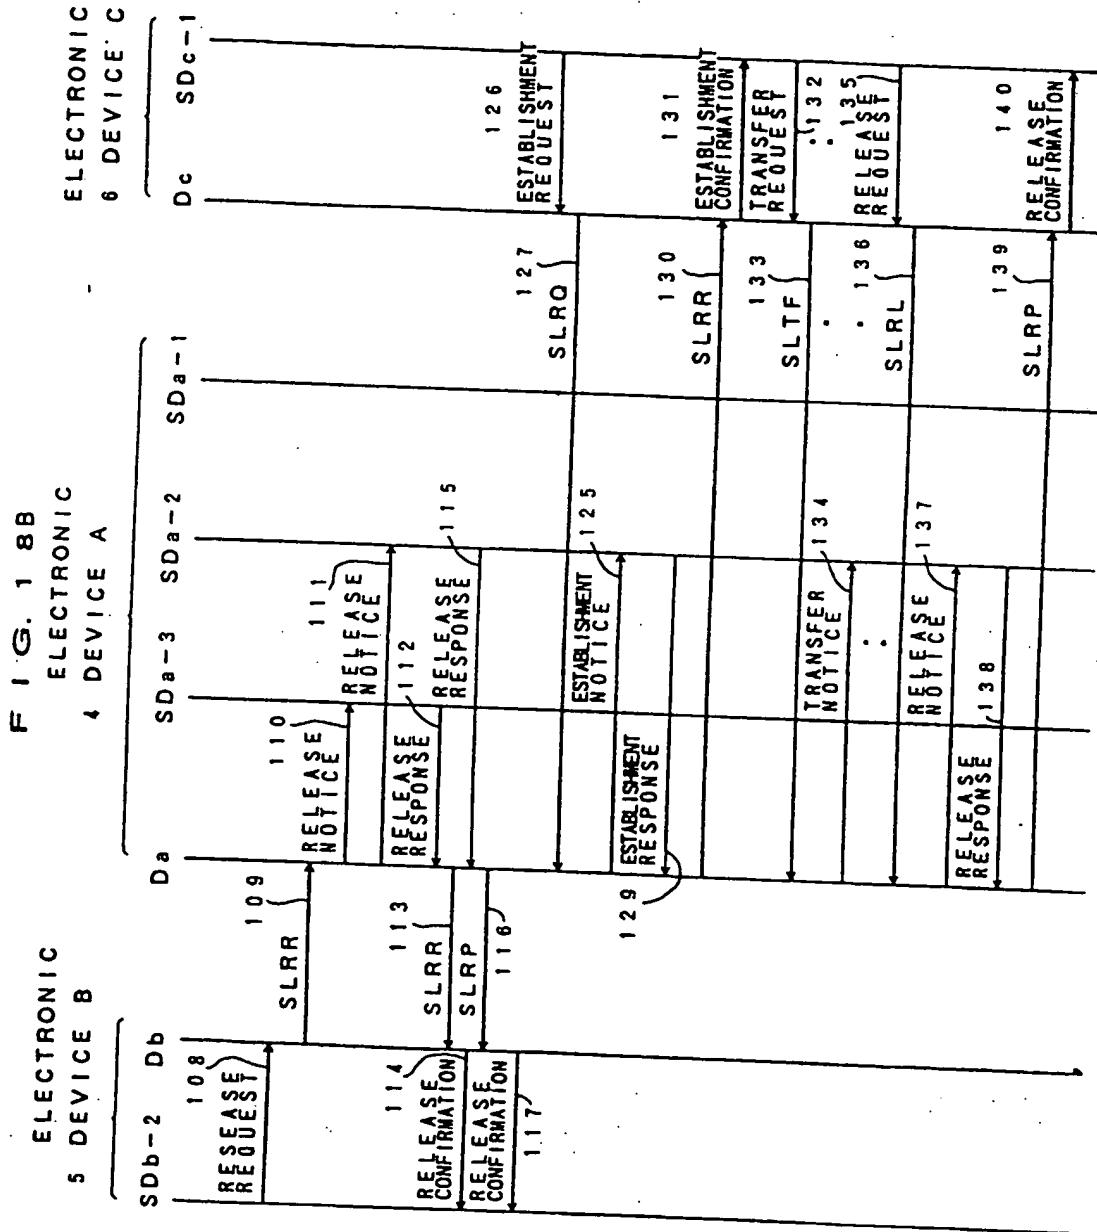 F I G. 1 8B
ELECTRONIC
5 DEVICE B
ELECTRONIC
4 DEVICE A
ELECTRONIC
6 DEVICE C
SDb-2
Db
Da
SDa-3
SDa-2
SDa-1
Dc
SDc-1
108
RESEASE
REQUEST
109
SLRR
110
RELEASE
NOTICE
111
RELEASE
NOTICE
112
RELEASE
RESPONSE
113
SLRR
114
RELEASE
CONFIRMATION
115
RELEASE
RESPONSE
SLRP
116
RELEASE
CONFIRMATION
117
126
ESTABLISHMENT
REQUEST
127
SLRQ
ESTABLISHMENT
NOTICE
125
ESTABLISHMENT
RESPONSE
129
130
SLRR
131
ESTABLISHMENT
CONFIRMATION
TRANSFER
REQUEST
132
133
SLTF
TRANSFER
NOTICE
134
135
RELEASE
REQUEST
136
SLRL
RELEASE
NOTICE
137
RELEASE
RESPONSE
138
139
SLRP
140
RELEASE
CONFIRMATION